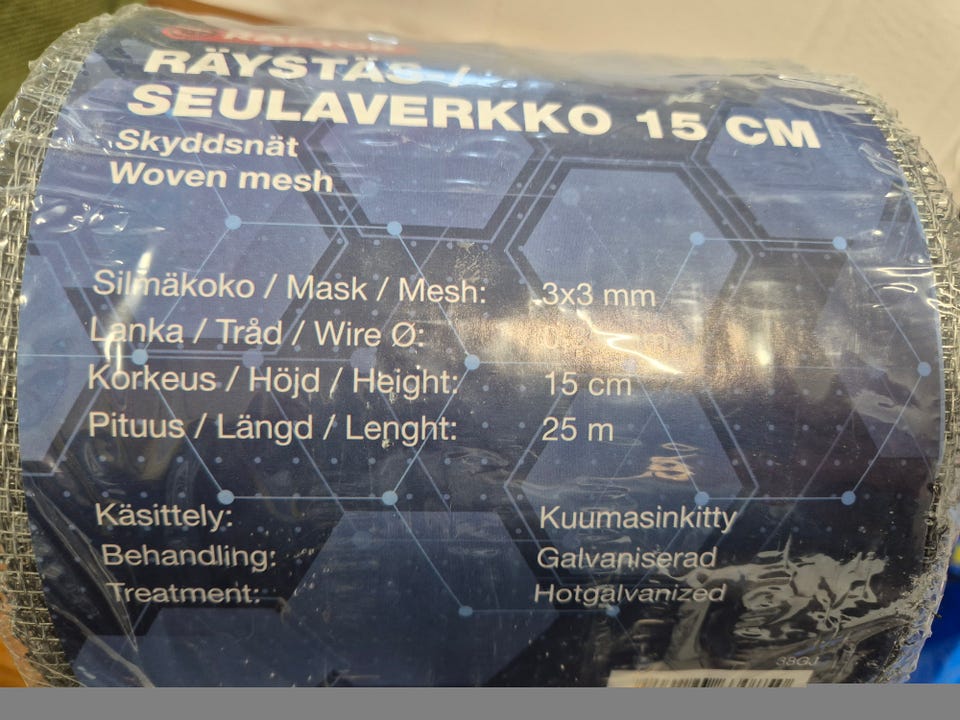 RÄYSTÄS /
SEULAVERKKO 15 CM
Skyddsnät
Woven mesh
Silmäkoko / Mask / Mesh: 3x3 mm
Lanka / Tråd / Wire Ø:
Korkeus / Höjd / Height: 15 cm
Pituus / Längd / Lenght: 25 m
Käsittely: Kuumasinkitty
Behandling: Galvaniserad
Treatment: Hotgalvanized
38GJ